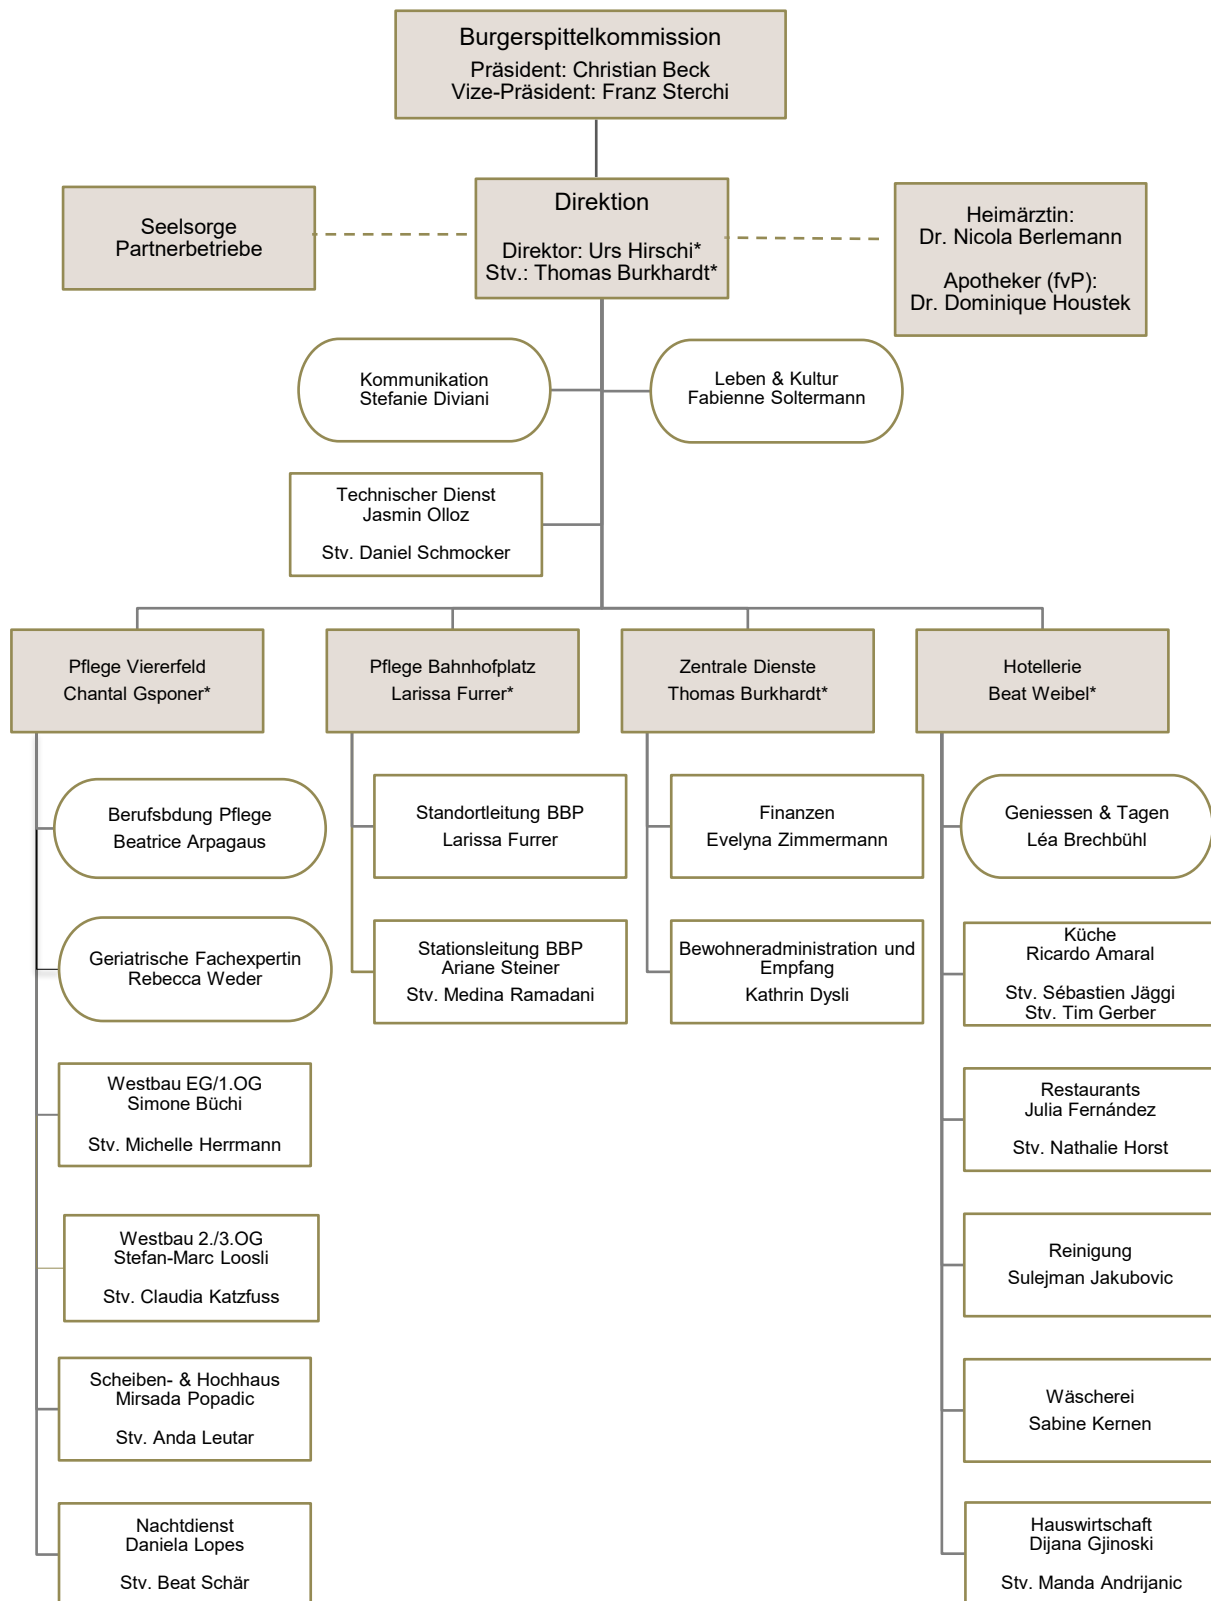 Burgerspittelkommission
Präsident: Christian Beck
Vize-Präsident: Franz Sterchi
Seelsorge
Partnerbetriebe
Direktion
Direktor: Urs Hirschi*
Stv.: Thomas Burkhardt*
Heimärztin:
Dr. Nicola Berlemann
Apotheker (fvP):
Dr. Dominique Houstek
Kommunikation
Stefanie Diviani
Leben & Kultur
Fabienne Soltermann
Technischer Dienst
Jasmin Olloz
Stv. Daniel Schmocker
Pflege Viererfeld
Chantal Gsponer*
Pflege Bahnhofplatz
Larissa Furrer*
Zentrale Dienste
Thomas Burkhardt*
Hotellerie
Beat Weibel*
Berufsbdung Pflege
Beatrice Arpagaus
Geriatrische Fachexpertin
Rebecca Weder
Westbau EG/1.OG
Simone Büchi
Stv. Michelle Herrmann
Westbau 2./3.OG
Stefan-Marc Loosli
Stv. Claudia Katzfuss
Scheiben- & Hochhaus
Mirsada Popadic
Stv. Anda Leutar
Nachtdienst
Daniela Lopes
Stv. Beat Schär
Standortleitung BBP
Larissa Furrer
Stationsleitung BBP
Ariane Steiner
Stv. Medina Ramadani
Finanzen
Evelyna Zimmermann
Bewohneradministration und
Empfang
Kathrin Dysli
Geniessen & Tagen
Léa Brechbühl
Küche
Ricardo Amaral
Stv. Sébastien Jäggi
Stv. Tim Gerber
Restaurants
Julia Fernández
Stv. Nathalie Horst
Reinigung
Sulejman Jakubovic
Wäscherei
Sabine Kernen
Hauswirtschaft
Dijana Gjinoski
Stv. Manda Andrijanic